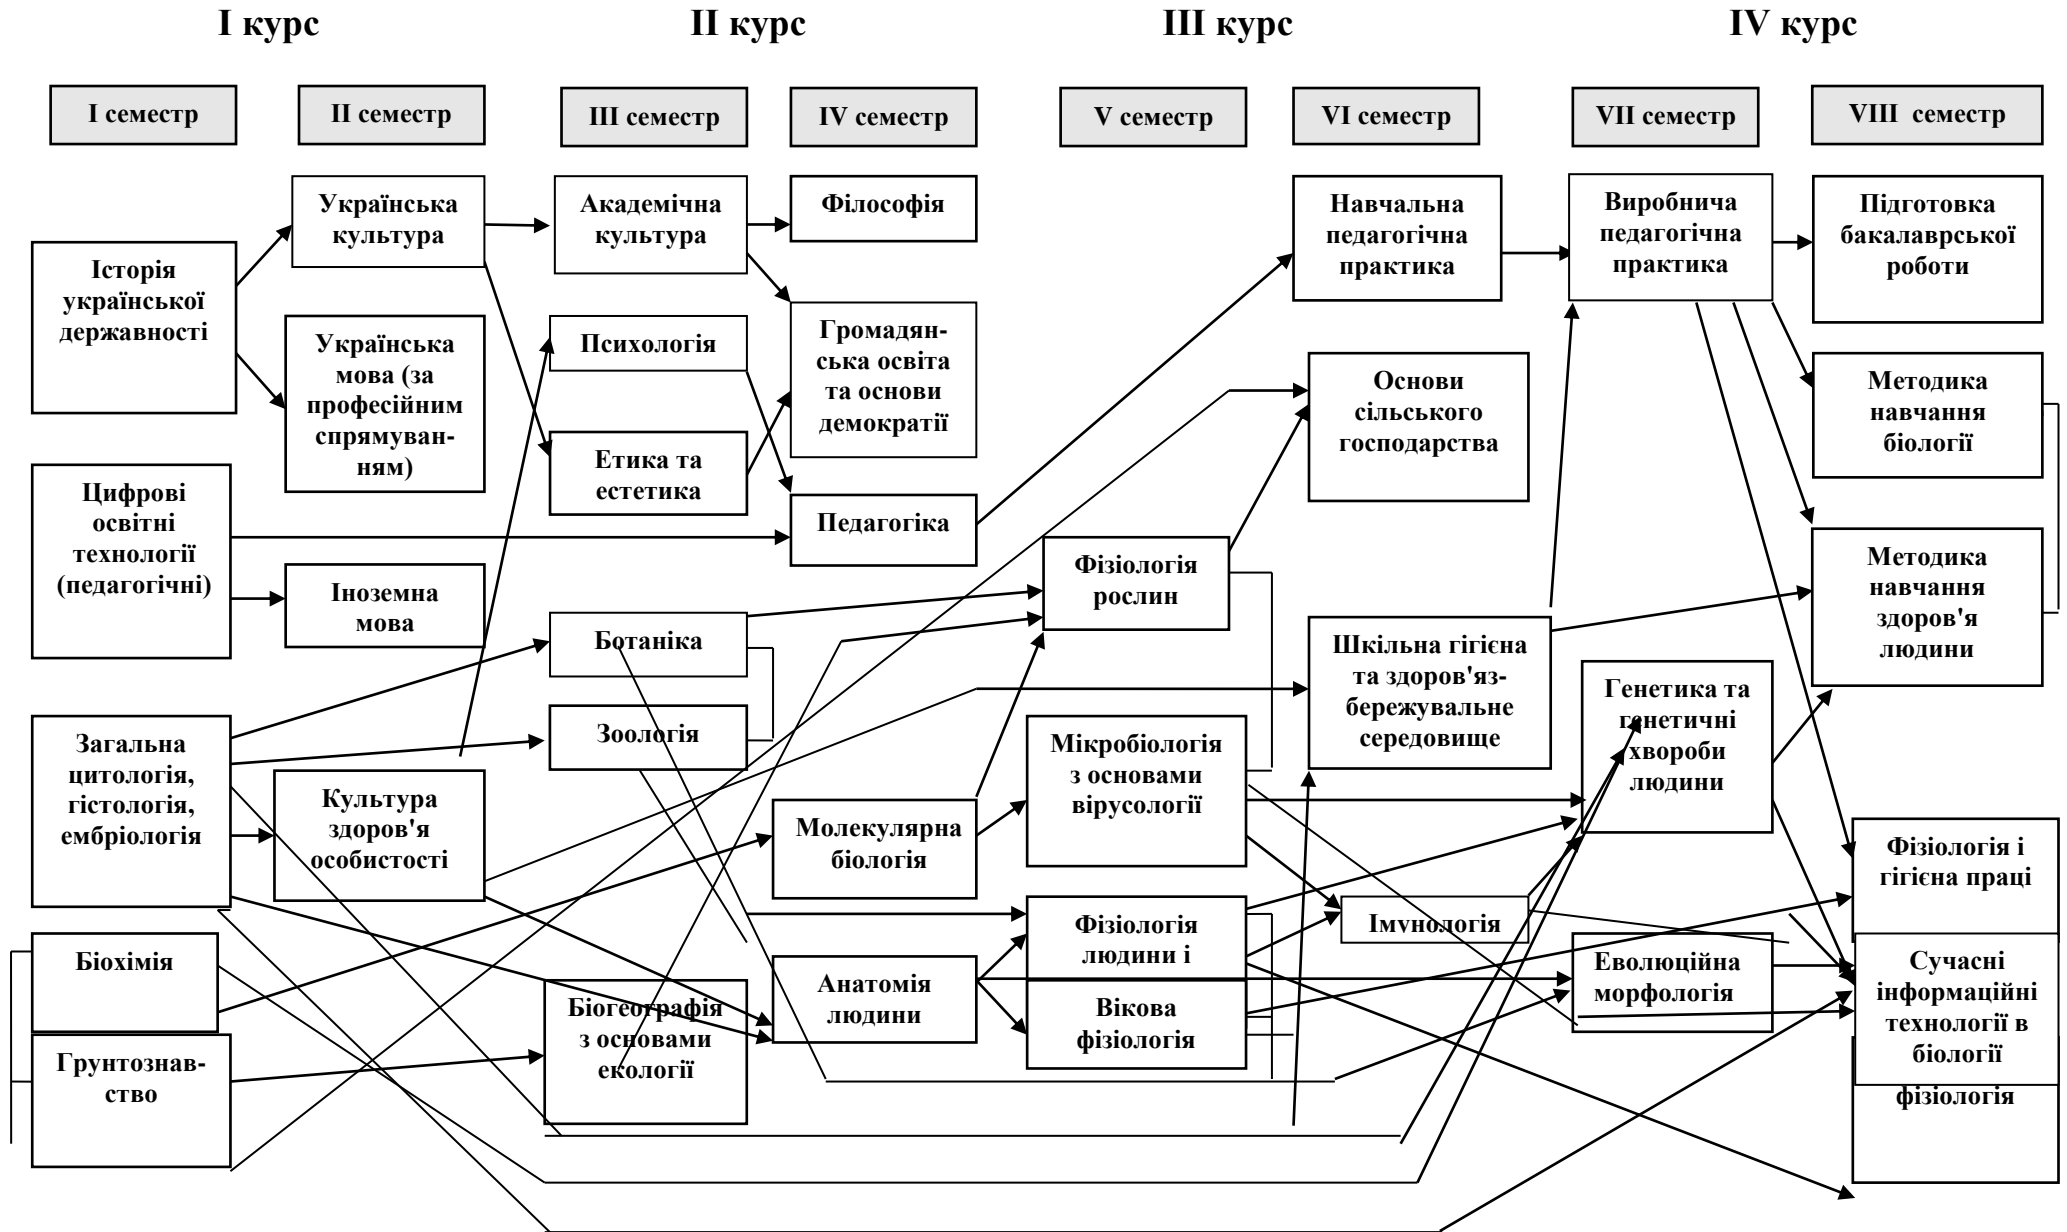 I курс
II курс
III курс
IV курс
I семестр
II семестр
III семестр
IV семестр
V семестр
VI семестр
VII семестр
VIII семестр
Історія
української
державності
Цифрові
освітні
технології
(педагогічні)
Загальна
цитологія,
гістологія,
ембріологія
Біохімія
Грунтознав-
ство
Українська
культура
Українська
мова (за
професійним
спрямуван-
ням)
Іноземна
мова
Культура
здоров'я
особистості
Академічна
культура
Психологія
Етика та
естетика
Ботаніка
Зоологія
Біогеографія
з основами
екології
Філософія
Громадян-
ська освіта
та основи
демократії
Педагогіка
Молекулярна
біологія
Анатомія
людини
Фізіологія
рослин
Мікробіологія
з основами
вірусології
Фізіологія
людини і
Вікова
фізіологія
Навчальна
педагогічна
практика
Основи
сільського
господарства
Шкільна гігієна
та здоров'яз-
бережувальне
середовище
Імунологія
Виробнича
педагогічна
практика
Генетика та
генетичні
хвороби
людини
Еволюційна
морфологія
Підготовка
бакалаврської
роботи
Методика
навчання
біології
Методика
навчання
здоров'я
людини
Фізіологія і
гігієна праці
Сучасні
інформаційні
технології в
біології
фізіологія